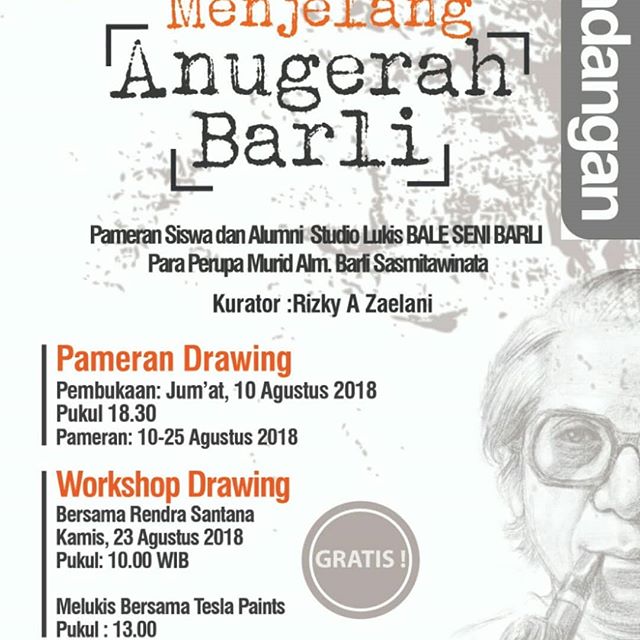 Menjelang
Anugerah
Barli
ndangan
Pameran Siswa dan Alumni Studio Lukis BALE SENI BARLI
Para Perupa Murid Alm. Barli Sasmitawinata
Kurator :Rizky A Zaelani
Pameran Drawing
Pembukaan: Jum'at, 10 Agustus 2018
Pukul 18.30
Pameran: 10-25 Agustus 2018
Workshop Drawing
Bersama Rendra Santana
Kamis, 23 Agustus 2018
Pukul: 10.00 WIB
GRATIS !
Melukis Bersama Tesla Paints
Pukul : 13.00